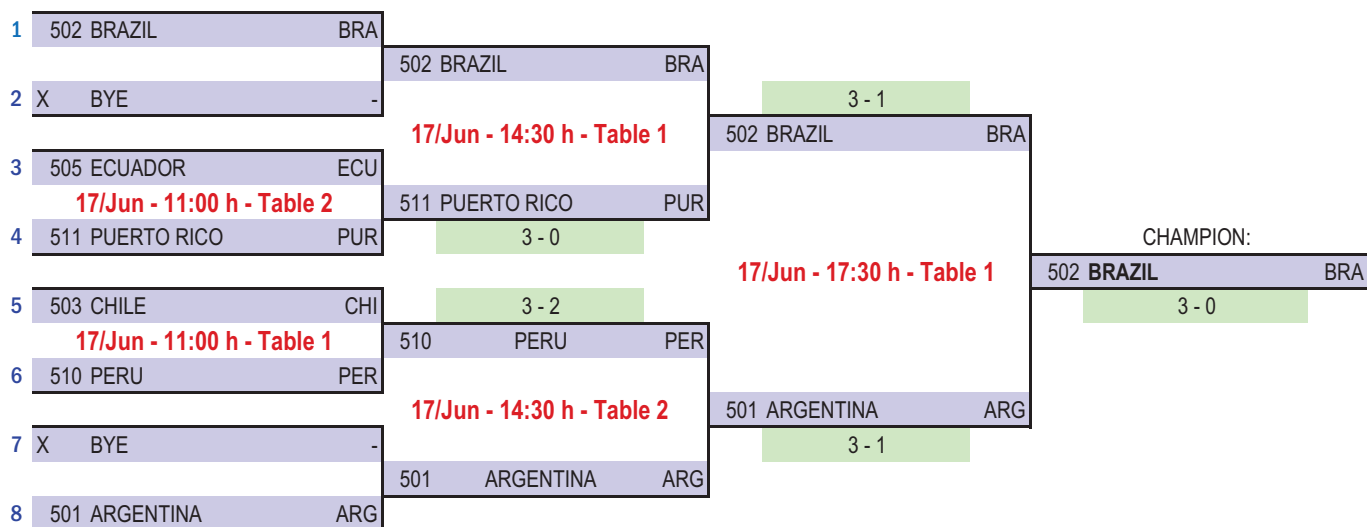 1 502 BRAZIL BRA
502 BRAZIL BRA
2 X BYE -
3 - 1
17/Jun - 14:30 h - Table 1
502 BRAZIL BRA
3 505 ECUADOR ECU
17/Jun - 11:00 h - Table 2
511 PUERTO RICO PUR
4 511 PUERTO RICO PUR
3 - 0
CHAMPION:
17/Jun - 17:30 h - Table 1
502 BRAZIL BRA
5 503 CHILE CHI
3 - 2
3 - 0
17/Jun - 11:00 h - Table 1
510 PERU PER
6 510 PERU PER
17/Jun - 14:30 h - Table 2
501 ARGENTINA ARG
7 X BYE -
3 - 1
501 ARGENTINA ARG
8 501 ARGENTINA ARG